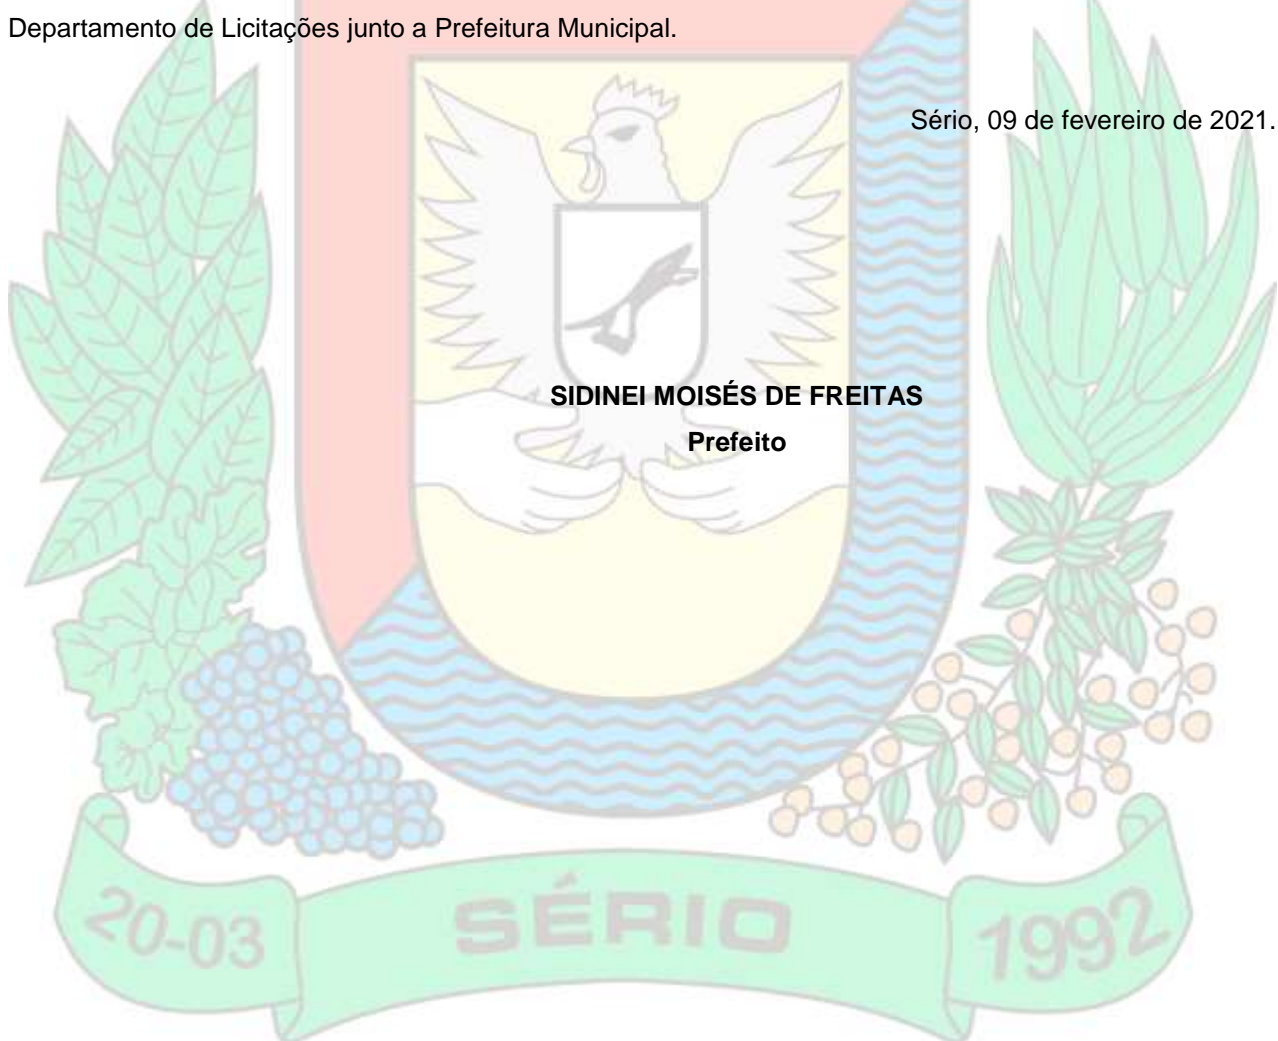 Departamento de Licitações junto a Prefeitura Municipal.
Sério, 09 de fevereiro de 2021.
SIDINEI MOISÉS DE FREITAS
Prefeito
20-03
SÉRIO
1992